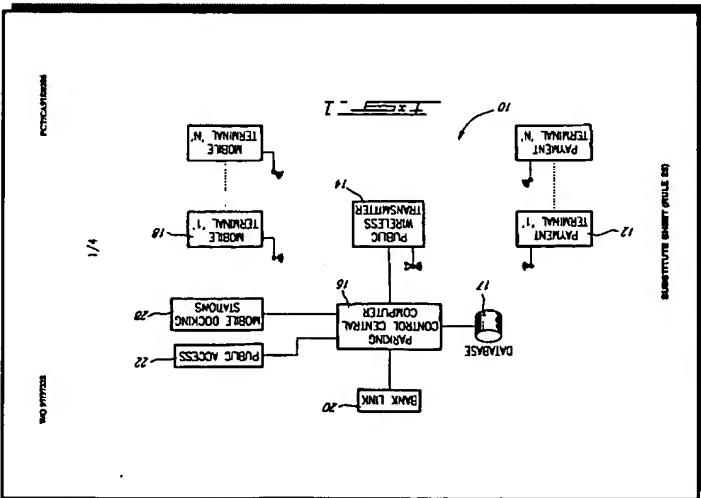 1/4
BANK LINK
20
PUBLIC ACCESS
22
MOBILE DOCKING
STATIONS
28
DATABASE
17
PARKING
CONTROL CENTRAL
COMPUTER
16
PAYMENT
TERMINAL '1'
12
PUBLIC
WIRELESS
TRANSMITTER
14
MOBILE
TERMINAL '1'
18
PAYMENT
TERMINAL 'N'
MOBILE
TERMINAL 'N'
10
SUBSTITUTE SHEET (RULE 26)